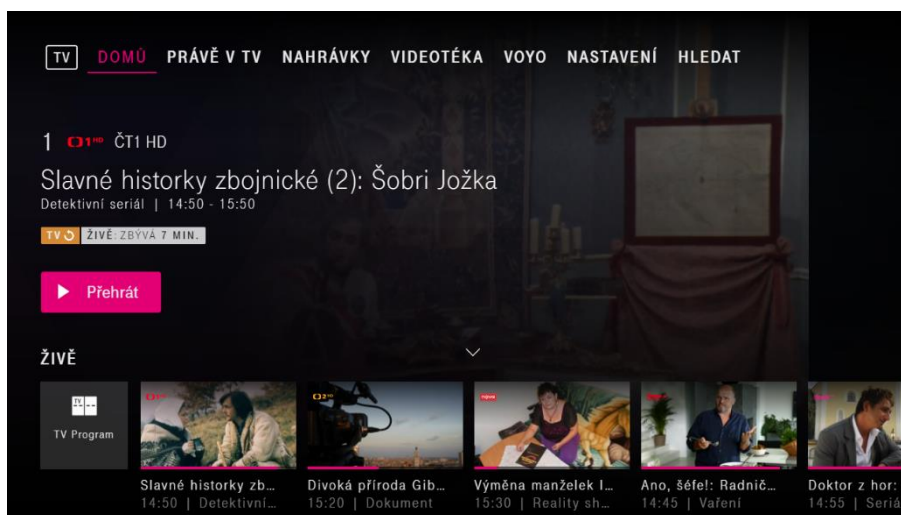 TV DOMŮ PRÁVĚ V TV NAHRÁVKY VIDEOTÉKA VOYO NASTAVENÍ HLEDAT
1 1HD ČT1 HD
Slavné historky zbojnické (2): Šobri Jožka
Detektivní seriál | 14:50 - 15:50
TV ŽIVĚ: ZBÝVÁ 7 MIN.
Přehrát
ŽIVĚ
TV
TV Program
Slavné historky zb... Divoká příroda Gib... Výměna manželek I... Ano, šéfe!: Radnič... Doktor z hor:
14:50 | Detektivní... 15:20 | Dokument 15:30 | Reality sh... 14:45 | Vaření 14:55 | Seriá